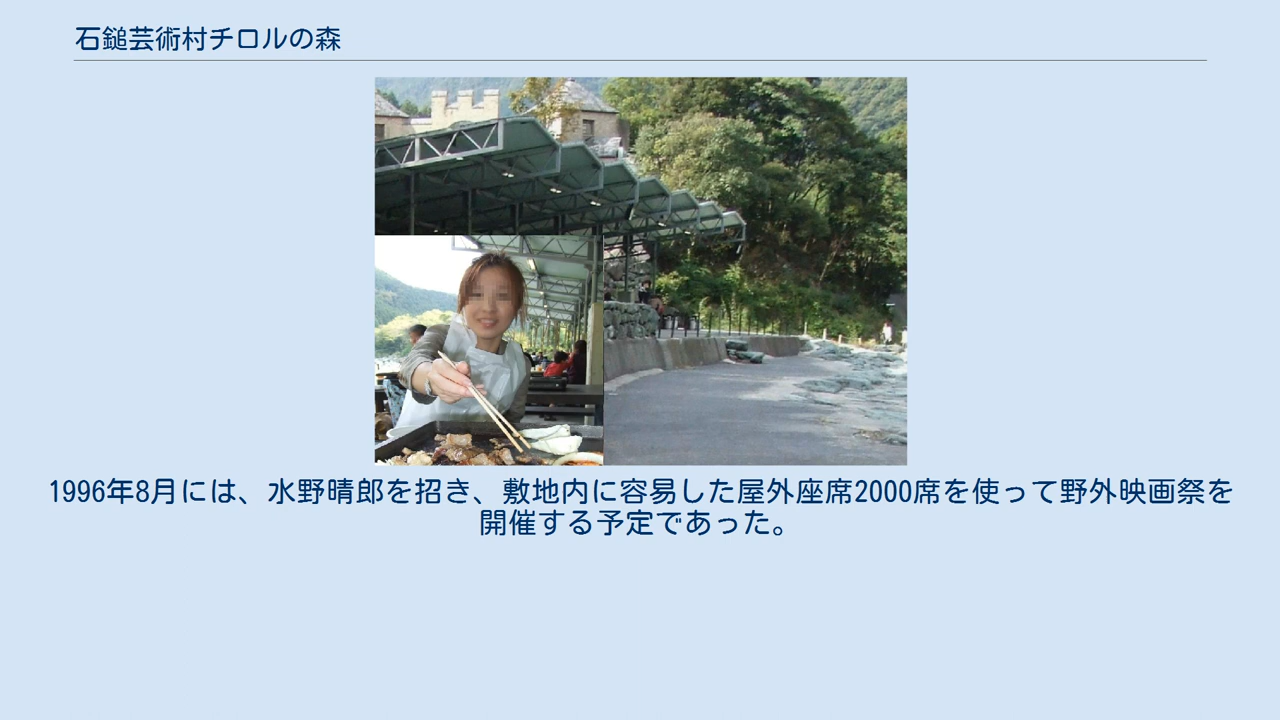 石鎚芸術村チロルの森
1996年8月には、水野晴郎を招き、敷地内に容易した屋外座席2000席を使って野外映画祭を
開催する予定であった。